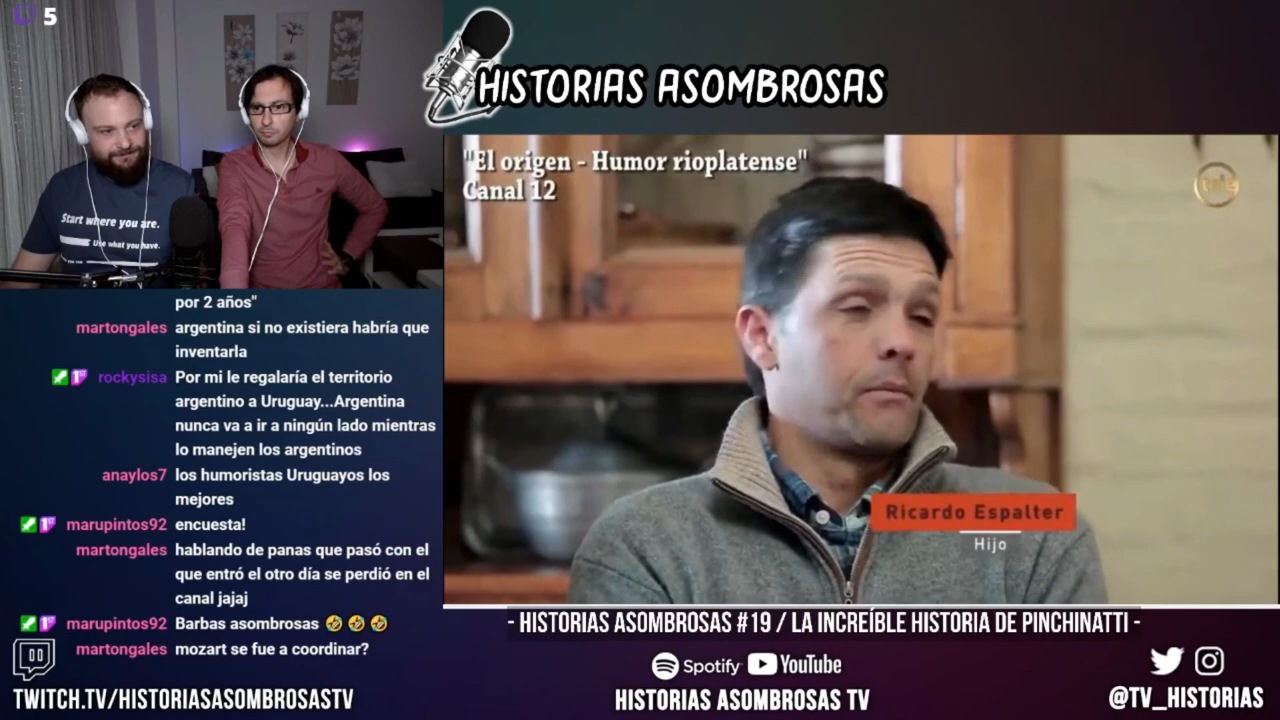 5
HISTORIAS ASOMBROSAS
"El origen - Humor rioplatense"
Canal 12
Start where you are.
Use what you have.
por 2 años"
martongales argentina si no existiera habría que
inventarla
rockysisa Por mi le regalaría el territorio
argentino a Uruguay...Argentina
nunca va a ir a ningún lado mientras
lo manejen los argentinos
anaylos7 los humoristas Uruguayos los
mejores
marupintos92 encuesta!
martongales hablando de panas que pasó con el
que entró el otro día se perdió en el
canal jajaj
marupintos92 Barbas asombrosas 🤣 🤣 🤣
martongales mozart se fue a coordinar?
Ricardo Espalter
Hijo
- HISTORIAS ASOMBROSAS #19 / LA INCREÍBLE HISTORIA DE PINCHINATTI -
Spotify YouTube
TWITCH.TV/HISTORIASASOMBROSASTV
HISTORIAS ASOMBROSAS TV
@TV_HISTORIAS